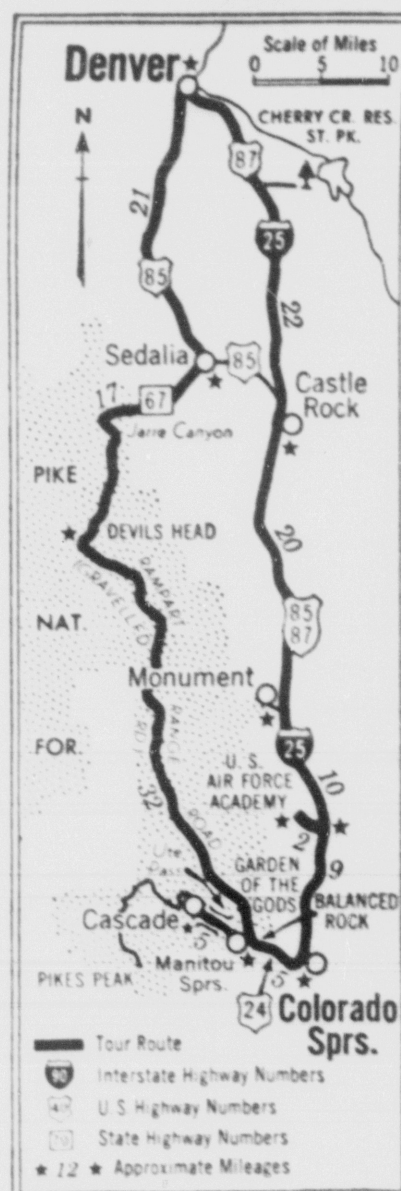 Scale of Miles
0 5 10
Denver
N
CHERRY CR. RES.
ST. PK.
87
21
25
85
22
Sedalia
85
Castle
Rock
17
67
Jarre Canyon
PIKE
DEVILS HEAD
20
RAMPART
GRAVELLED
NAT.
85
87
Monument
RANGE
25
FOR.
U.S.
AIR FORCE
ACADEMY
10
32
2
ROAD
9
Ute
Pass
GARDEN
OF THE
GODS
BALANCED
ROCK
Cascade
5
Manitou
Sprs.
5
PIKES PEAK
24
Colorado
Sprs.
Tour Route
90 Interstate Highway Numbers
U.S. Highway Numbers
State Highway Numbers
12 Approximate Mileages